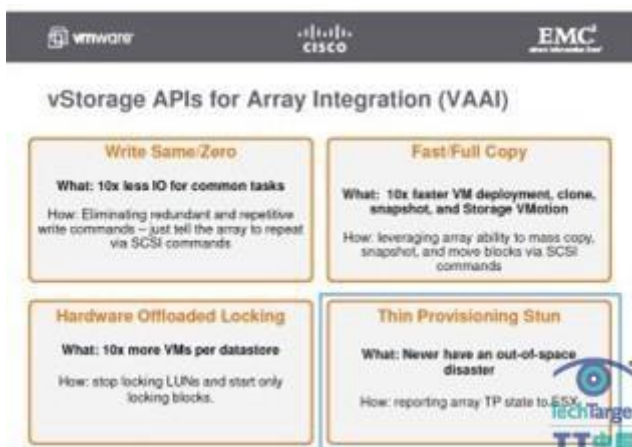 vmware
CISCO
EMC²
vStorage APIs for Array Integration (VAAI)
Write Same/Zero
What: 10x less IO for common tasks
How: Eliminating redundant and repetitive
write commands – just tell the array to repeat
via SCSI commands
Fast/Full Copy
What: 10x faster VM deployment, clone,
snapshot, and Storage VMotion
How: leveraging array ability to mass copy,
snapshot, and move blocks via SCSI
commands
Hardware Offloaded Locking
What: 10x more VMs per datastore
How: stop locking LUNs and start only
locking blocks.
Thin Provisioning Stun
What: Never have an out-of-space
disaster
How: reporting array TP state to ESX
TechTarget